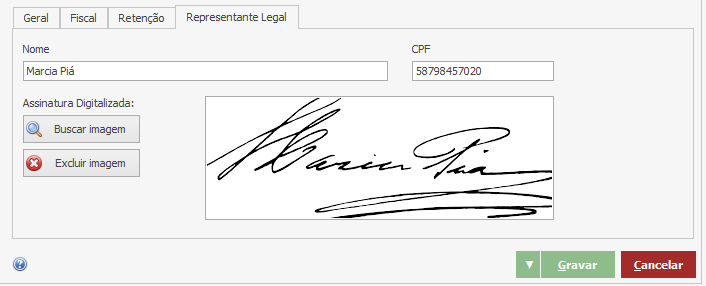 Geral Fiscal Retenção Representante Legal
Nome CPF
Marcia Piá 58798457020
Assinatura Digitalizada:
Buscar imagem
Excluir imagem
Gravar Cancelar